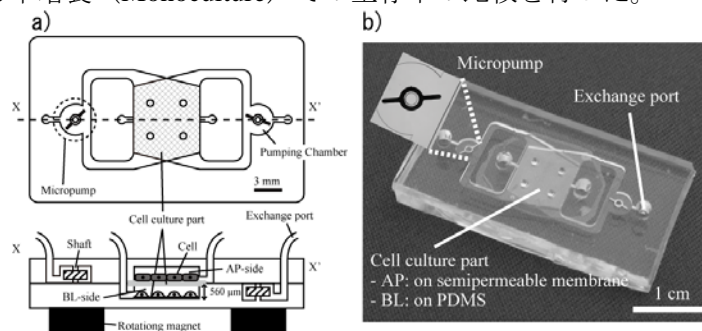 (Monoculture)
a)
X
X'
Micropump
Pumping Chamber
3 mm
Cell culture part
Exchange port
X
Shaft
Cell
X'
AP-side
BL-side
560 μm
Rotationg magnet
b)
Micropump
Exchange port
Cell culture part
- AP: on semipermeable membrane
- BL: on PDMS
1 cm